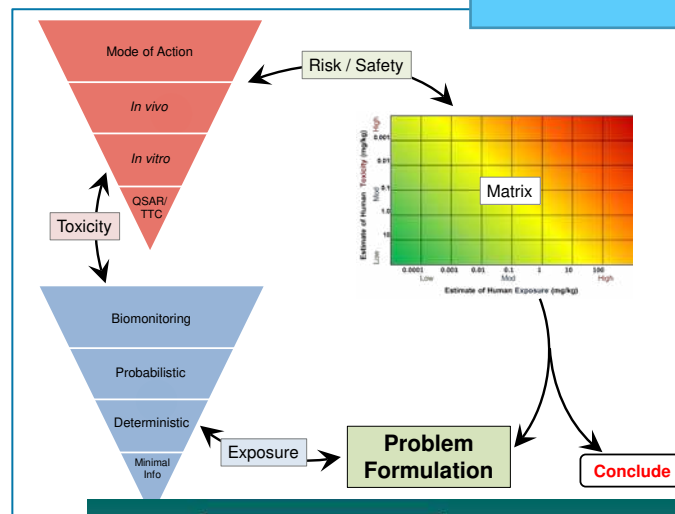 Mode of Action
In vivo
In vitro
QSAR/
TTC
Risk / Safety
Toxicity
Estimate of Human Toxicity (mg/kg)
High
Mod
Low
0.001
0.01
0.1
1.0
10
Matrix
0.0001 0.001 0.01 0.1 1 10 100
Low Mod High
Estimate of Human Exposure (mg/kg)
Biomonitoring
Probabilistic
Deterministic
Minimal
Info
Exposure
Problem
Formulation
Conclude